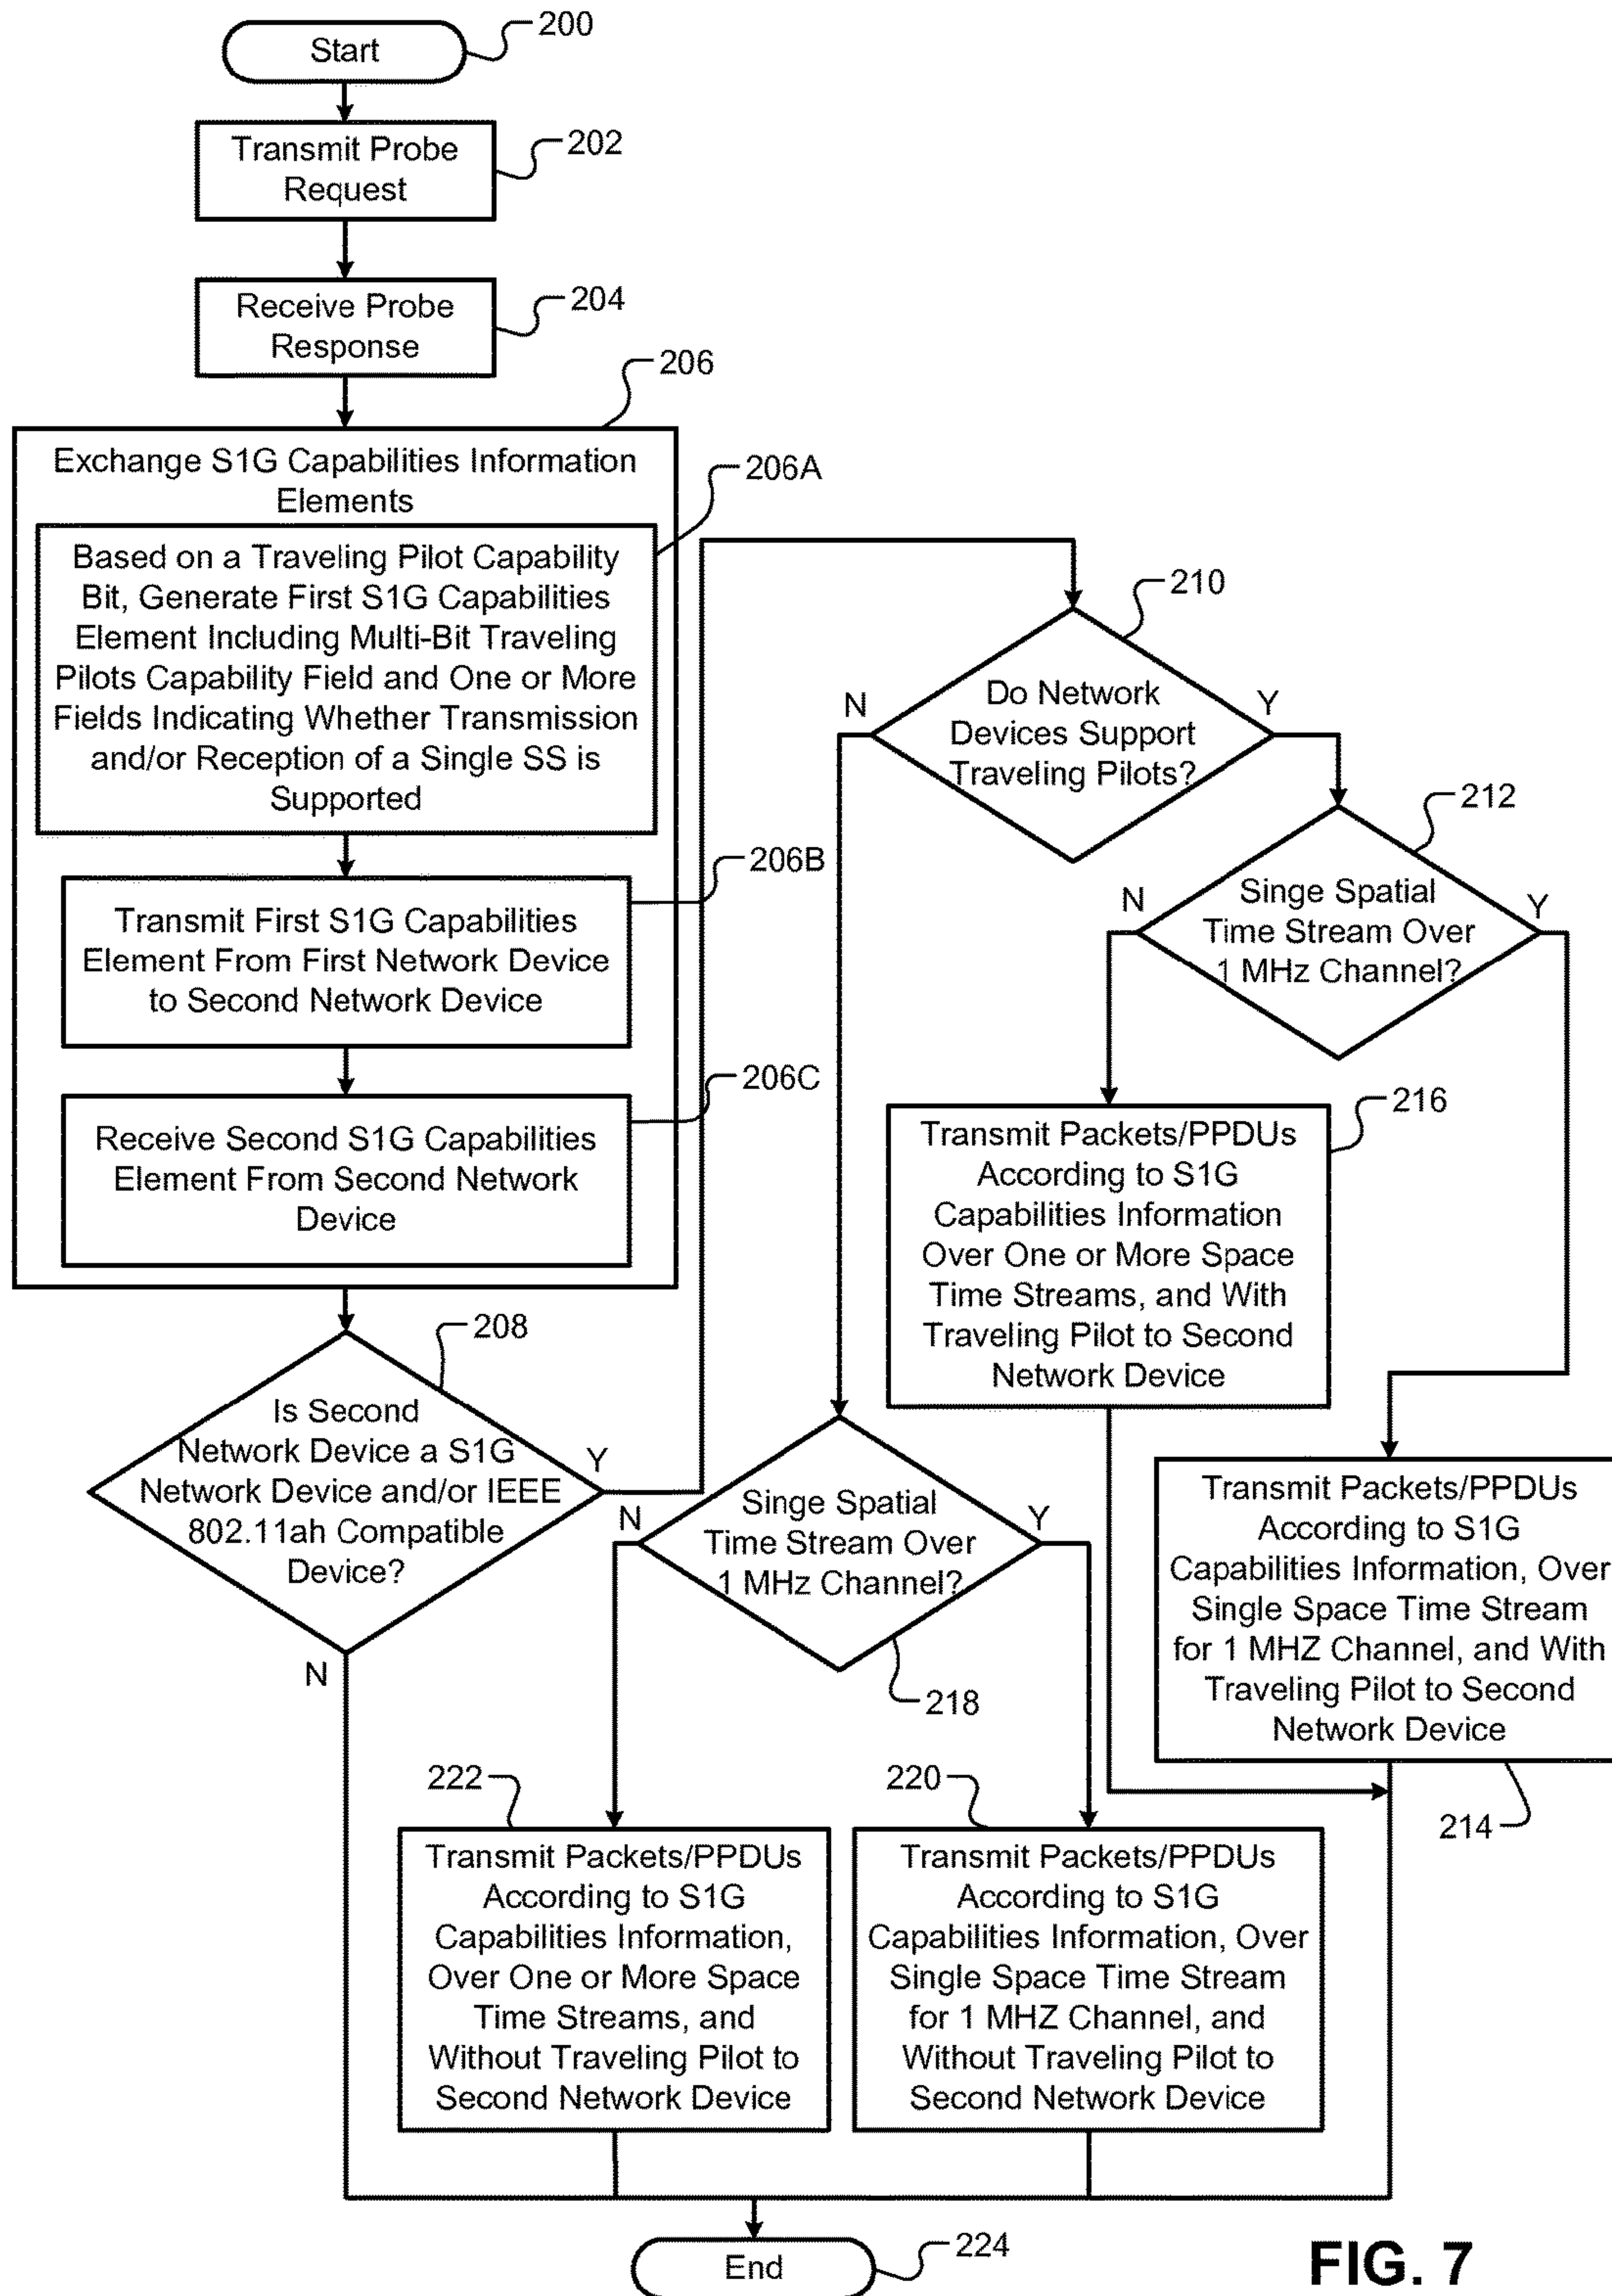 Start
200
Transmit Probe
Request
202
Receive Probe
Response
204
206
Exchange S1G Capabilities Information
Elements
206A
Based on a Traveling Pilot Capability
Bit, Generate First S1G Capabilities
Element Including Multi-Bit Traveling
Pilots Capability Field and One or More
Fields Indicating Whether Transmission
and/or Reception of a Single SS is
Supported
206B
Transmit First S1G Capabilities
Element From First Network Device
to Second Network Device
206C
Receive Second S1G Capabilities
Element From Second Network
Device
208
Is Second
Network Device a S1G
Network Device and/or IEEE
802.11ah Compatible
Device?
Y
N
210
Do Network
Devices Support
Traveling Pilots?
N
Y
212
Singe Spatial
Time Stream Over
1 MHz Channel?
N
Y
216
Transmit Packets/PPDUs
According to S1G
Capabilities Information
Over One or More Space
Time Streams, and With
Traveling Pilot to Second
Network Device
Transmit Packets/PPDUs
According to S1G
Capabilities Information, Over
Single Space Time Stream
for 1 MHZ Channel, and With
Traveling Pilot to Second
Network Device
214
Singe Spatial
Time Stream Over
1 MHz Channel?
N
Y
218
222
Transmit Packets/PPDUs
According to S1G
Capabilities Information,
Over One or More Space
Time Streams, and
Without Traveling Pilot to
Second Network Device
220
Transmit Packets/PPDUs
According to S1G
Capabilities Information, Over
Single Space Time Stream
for 1 MHZ Channel, and
Without Traveling Pilot to
Second Network Device
End
224
FIG. 7